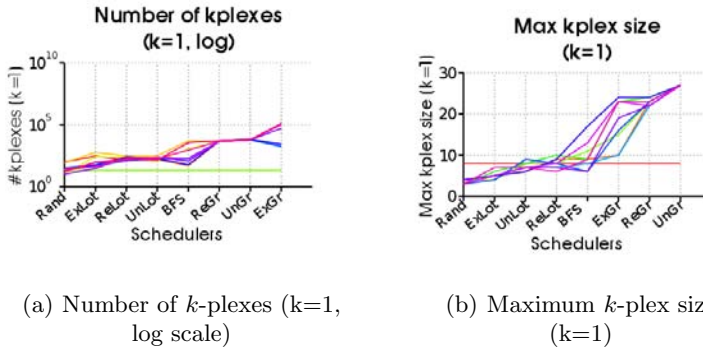 Number of kplexes
(k=1, log)
10^10
10^5
10^0
#kplexes (k=1)
Rand ExLot ReLot UnLot BFS ReGr UnGr ExGr
Schedulers
(a) Number of k-plexes (k=1,
log scale)
Max kplex size
(k=1)
30
20
10
0
Max kplex size (k=1)
Rand ExLot UnLot ReLot BFS ExGr ReGr UnGr
Schedulers
(b) Maximum k-plex siz
(k=1)